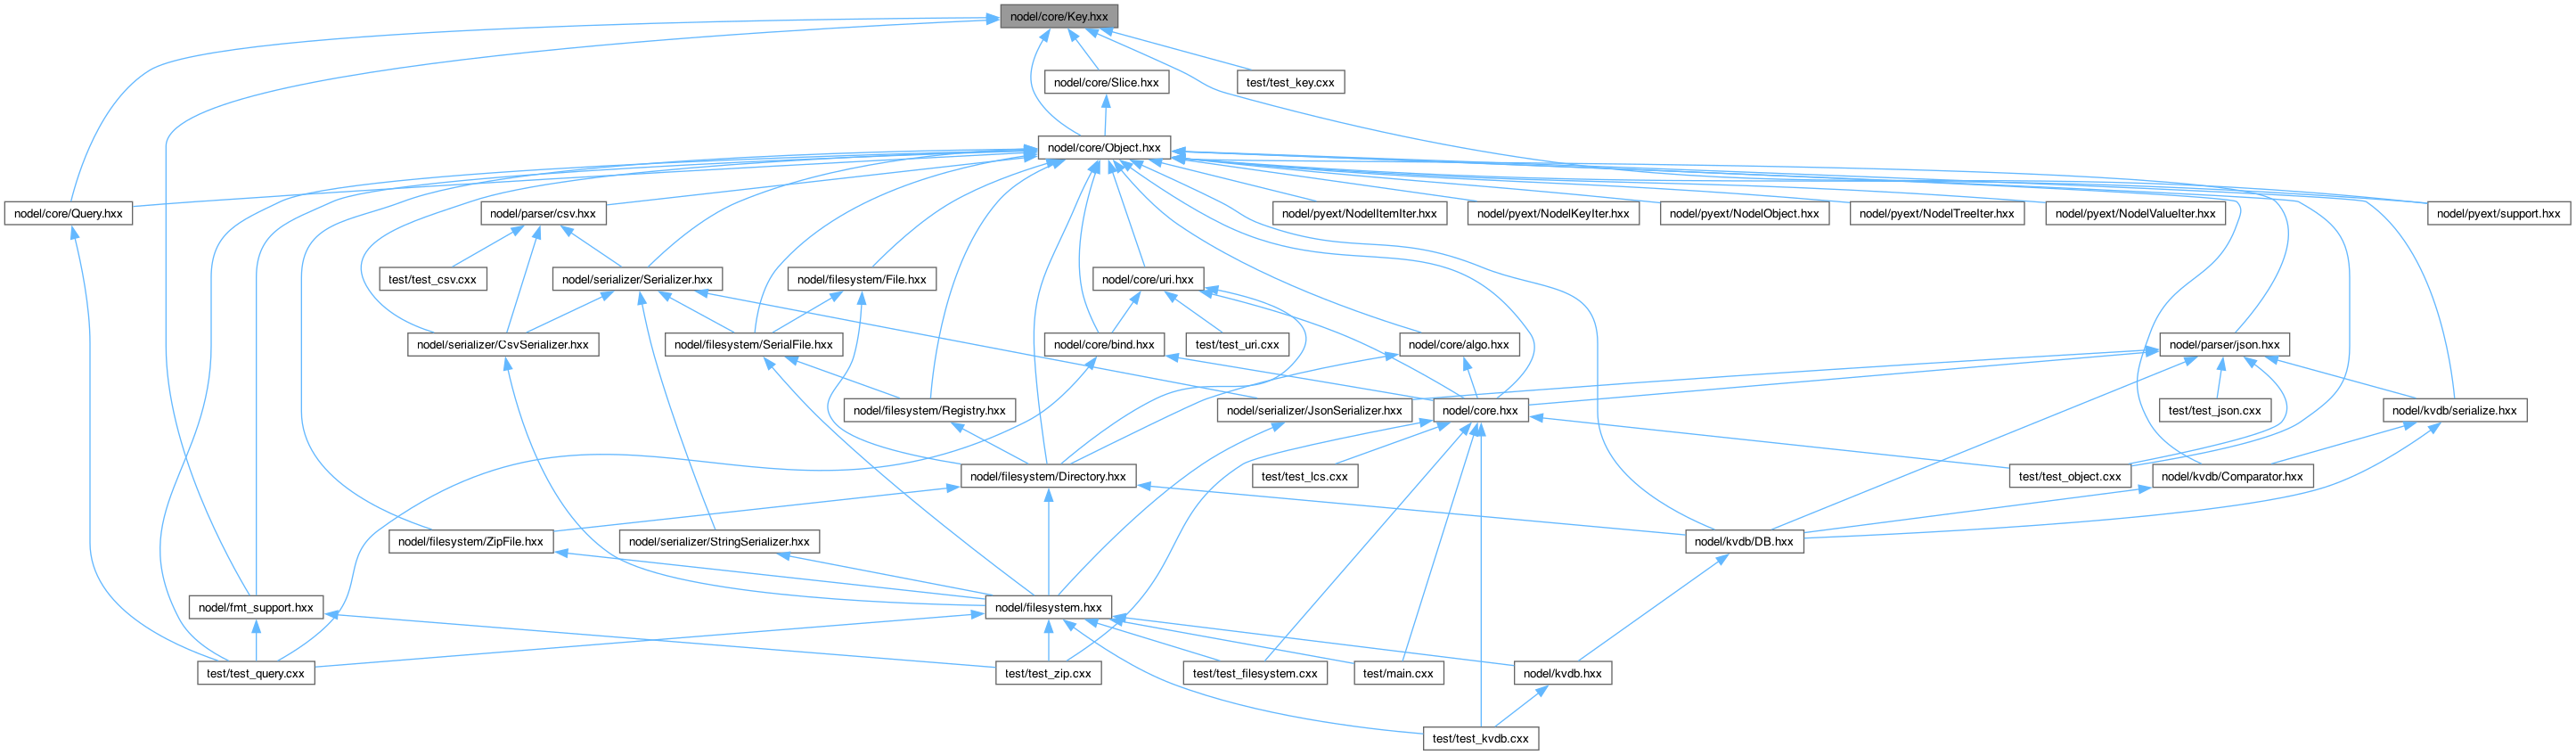 nodel/core/Key.hxx
nodel/core/Slice.hxx
test/test_key.cxx
nodel/core/Object.hxx
nodel/core/Query.hxx
nodel/parser/csv.hxx
nodel/pyext/NodelItemIter.hxx
nodel/pyext/NodelKeyIter.hxx
nodel/pyext/NodelObject.hxx
nodel/pyext/NodelTreeIter.hxx
nodel/pyext/NodelValueIter.hxx
nodel/pyext/support.hxx
test/test_csv.cxx
nodel/serializer/Serializer.hxx
nodel/filesystem/File.hxx
nodel/core/uri.hxx
nodel/serializer/CsvSerializer.hxx
nodel/filesystem/SerialFile.hxx
nodel/core/bind.hxx
test/test_uri.cxx
nodel/core/algo.hxx
nodel/parser/json.hxx
nodel/filesystem/Registry.hxx
nodel/serializer/JsonSerializer.hxx
nodel/core.hxx
test/test_json.cxx
nodel/kvdb/serialize.hxx
nodel/filesystem/Directory.hxx
test/test_lcs.cxx
test/test_object.cxx
nodel/kvdb/Comparator.hxx
nodel/filesystem/ZipFile.hxx
nodel/serializer/StringSerializer.hxx
nodel/kvdb/DB.hxx
nodel/fmt_support.hxx
nodel/filesystem.hxx
test/test_query.cxx
test/test_zip.cxx
test/test_filesystem.cxx
test/main.cxx
nodel/kvdb.hxx
test/test_kvdb.cxx